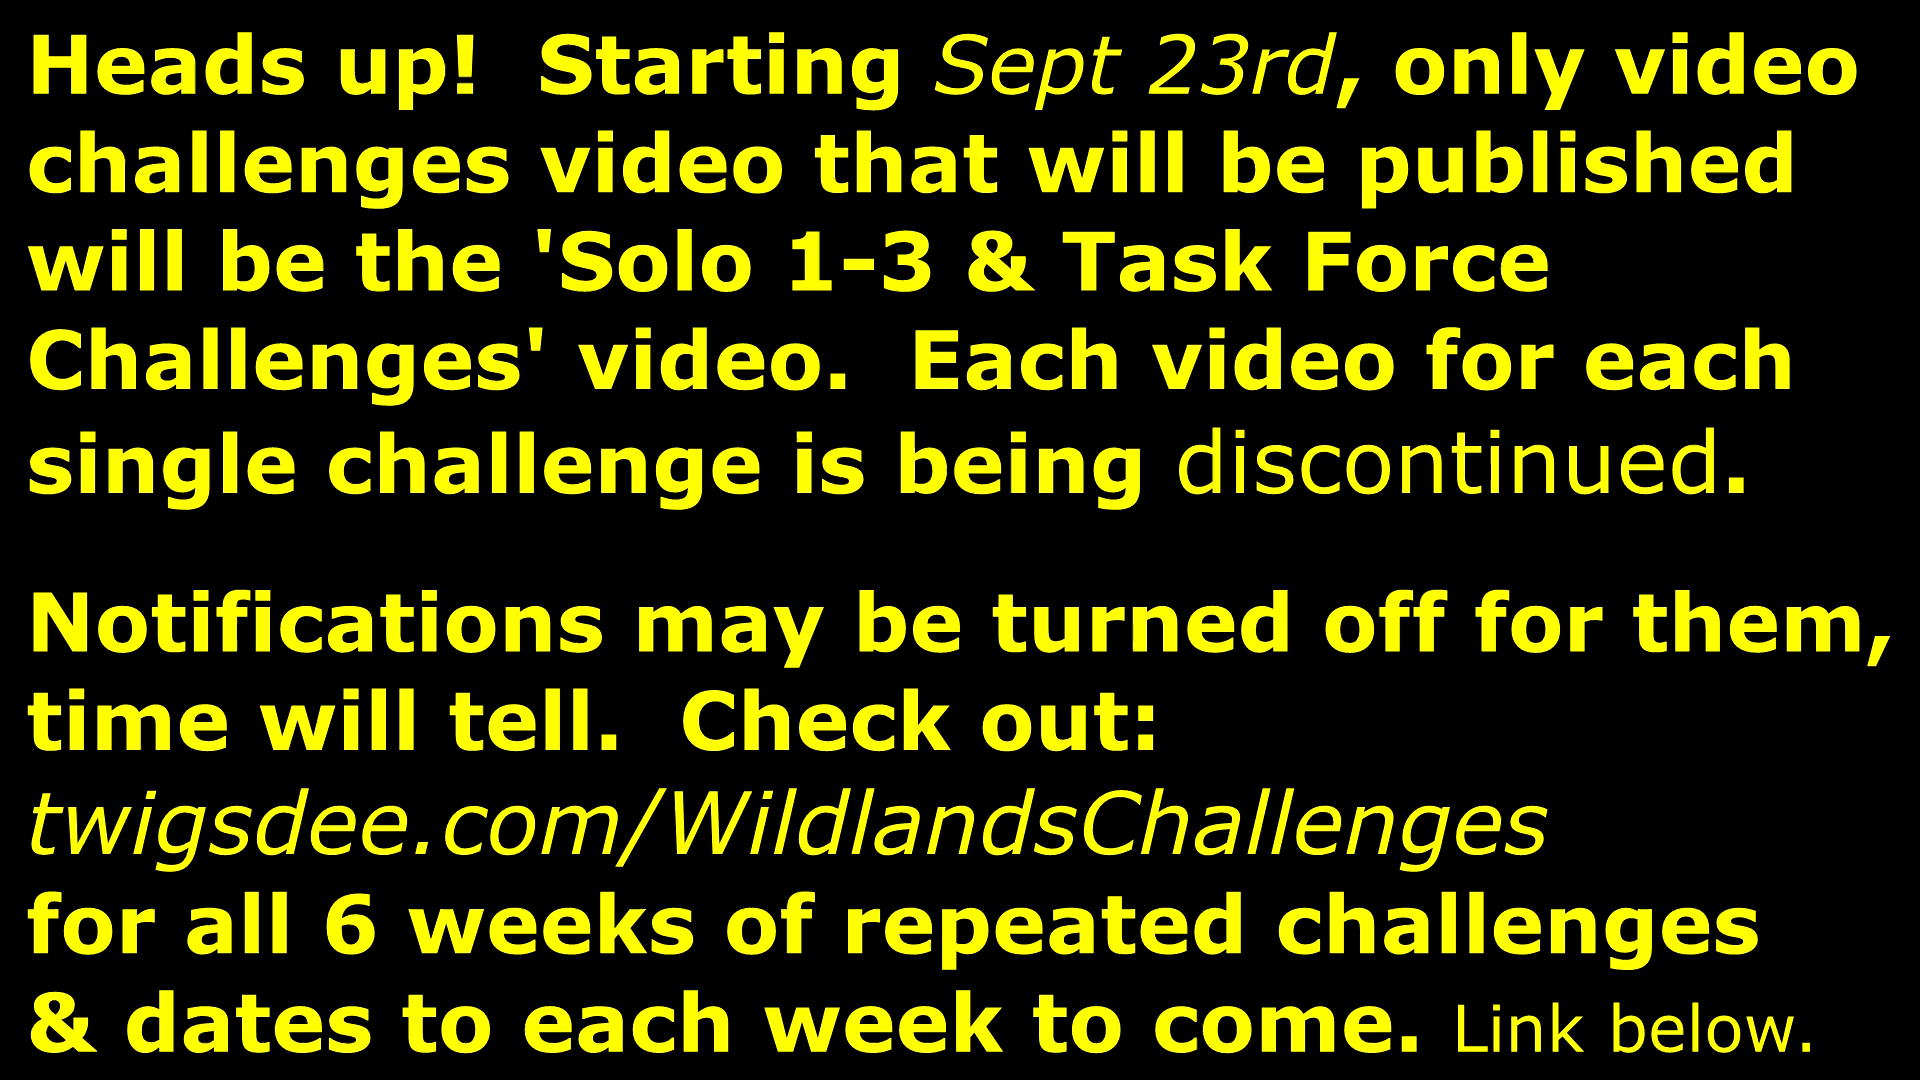 Heads up!  Starting Sept 23rd, only video
challenges video that will be published
will be the 'Solo 1-3 & Task Force
Challenges' video.  Each video for each
single challenge is being discontinued.
Notifications may be turned off for them,
time will tell.  Check out:
twigsdee.com/WildlandsChallenges
for all 6 weeks of repeated challenges
& dates to each week to come. Link below.